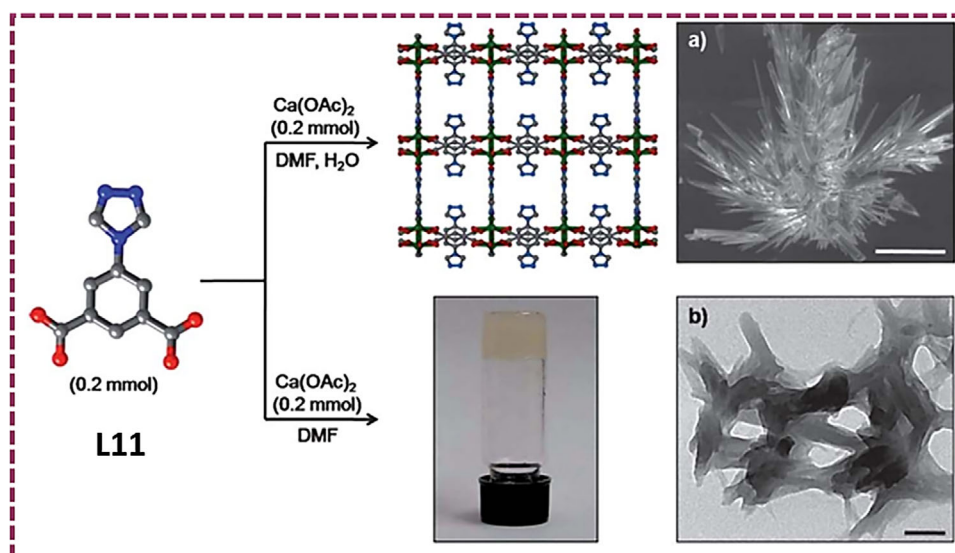 Ca(OAc)₂
(0.2 mmol)
DMF, H₂O
a)
(0.2 mmol)
L11
Ca(OAc)₂
(0.2 mmol)
DMF
b)